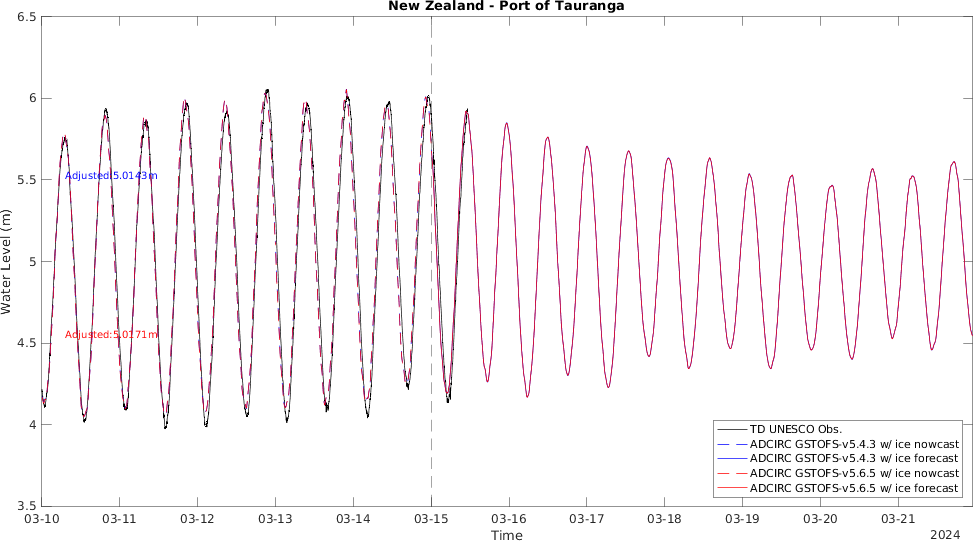 New Zealand - Port of Tauranga
6.5
6
5.5
5
4.5
4
3.5
Water Level (m)
Adjusted:5.0143m
Adjusted:5.0171m
TD UNESCO Obs.
ADCIRC GSTOFS-v5.4.3 w/ ice nowcast
ADCIRC GSTOFS-v5.4.3 w/ ice forecast
ADCIRC GSTOFS-v5.6.5 w/ ice nowcast
ADCIRC GSTOFS-v5.6.5 w/ ice forecast
03-10 03-11 03-12 03-13 03-14 03-15 03-16 03-17 03-18 03-19 03-20 03-21
Time
2024